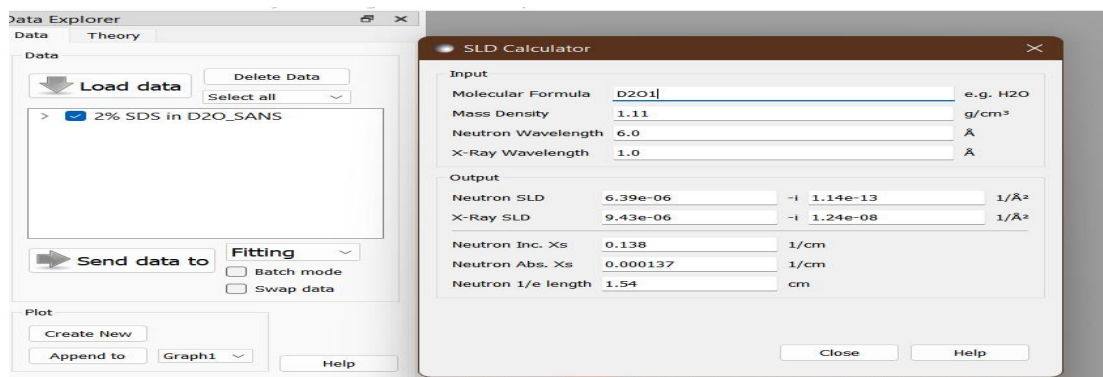 Data Explorer
Data Theory
Data
Load data
Delete Data
Select all
2% SDS in D2O_SANS
Send data to
Fitting
Batch mode
Swap data
Plot
Create New
Append to Graph1
Help
SLD Calculator
Input
Molecular Formula D2O1 e.g. H2O
Mass Density 1.11 g/cm³
Neutron Wavelength 6.0 Å
X-Ray Wavelength 1.0 Å
Output
Neutron SLD 6.39e-06 -i 1.14e-13 1/Å²
X-Ray SLD 9.43e-06 -i 1.24e-08 1/Å²
Neutron Inc. Xs 0.138 1/cm
Neutron Abs. Xs 0.000137 1/cm
Neutron 1/e length 1.54 cm
Close Help